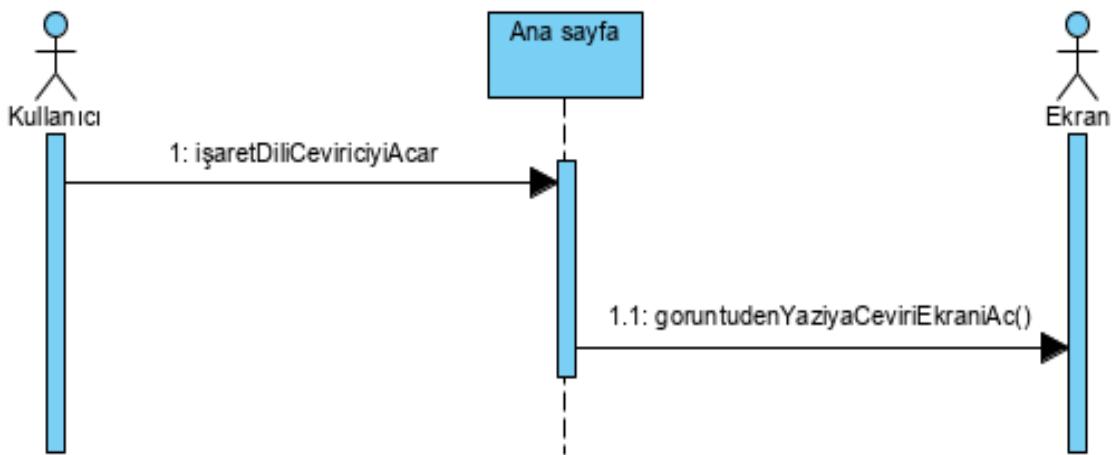 Ana sayfa
Kullanıcı
Ekran
1: işaretDiliCeviriciyiAcar
1.1: goruntudenYaziyaCeviriEkraniAc()